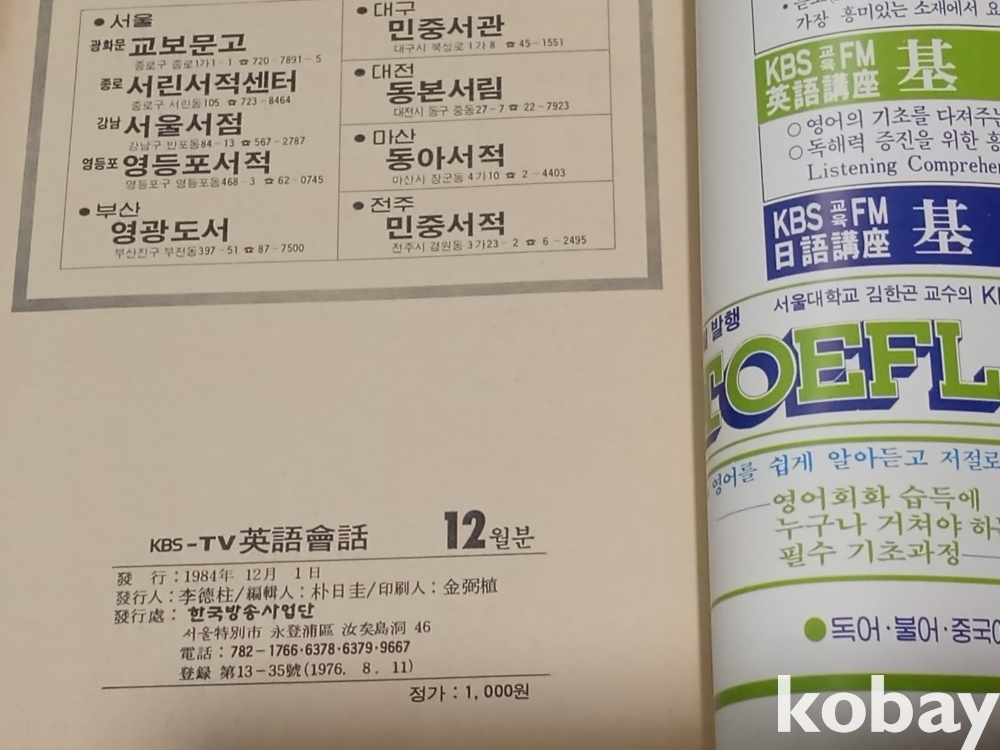 ● 서울
광화문 교보문고
종로구 종로1가1-1 ☎ 720-7891~5
종로 서린서적센터
종로구 서린동105 ☎ 723-8464
강남 서울서점
강남구 반포동84-13 ☎ 567-2787
영등포 영등포서적
영등포구 영등포동468-3 ☎ 62-0745
● 부산
영광도서
부산진구 부전동397-51 ☎ 87-7500
● 대구
민중서관
대구시 북성로1가8 ☎ 45-1551
● 대전
동본서림
대전시 동구 중동27-7 ☎ 22-7923
● 마산
동아서적
마산시 장군동4가10 ☎ 2-4403
● 전주
민중서적
전주시 경원동3가23-2 ☎ 6-2495
KBS-TV 英語會話 12월분
發 行 : 1984年 12月 1日
發行人 : 李德柱/編輯人 : 朴日圭/印刷人 : 金弼植
發行處 : 한국방송사업단
서울特別市 永登浦區 汝矣島洞 46
電話 : 782-1766·6378·6379·9667
登録 第13-35號(1976. 8. 11)
정가 : 1,000원
가장 흥미있는 소재에서
KBS 교육 FM
英語講座 基
○ 영어의 기초를 다져주는
○ 독해력 증진을 위한
Listening Comprehen
KBS 교육 FM
日語講座 基
서울대학교 김한곤 교수의
발행
TOEFL
영어를 쉽게 알아듣고 저절로
영어회화 습득에
누구나 거쳐야
필수 기초과정
● 독어·불어·중국어
kobay